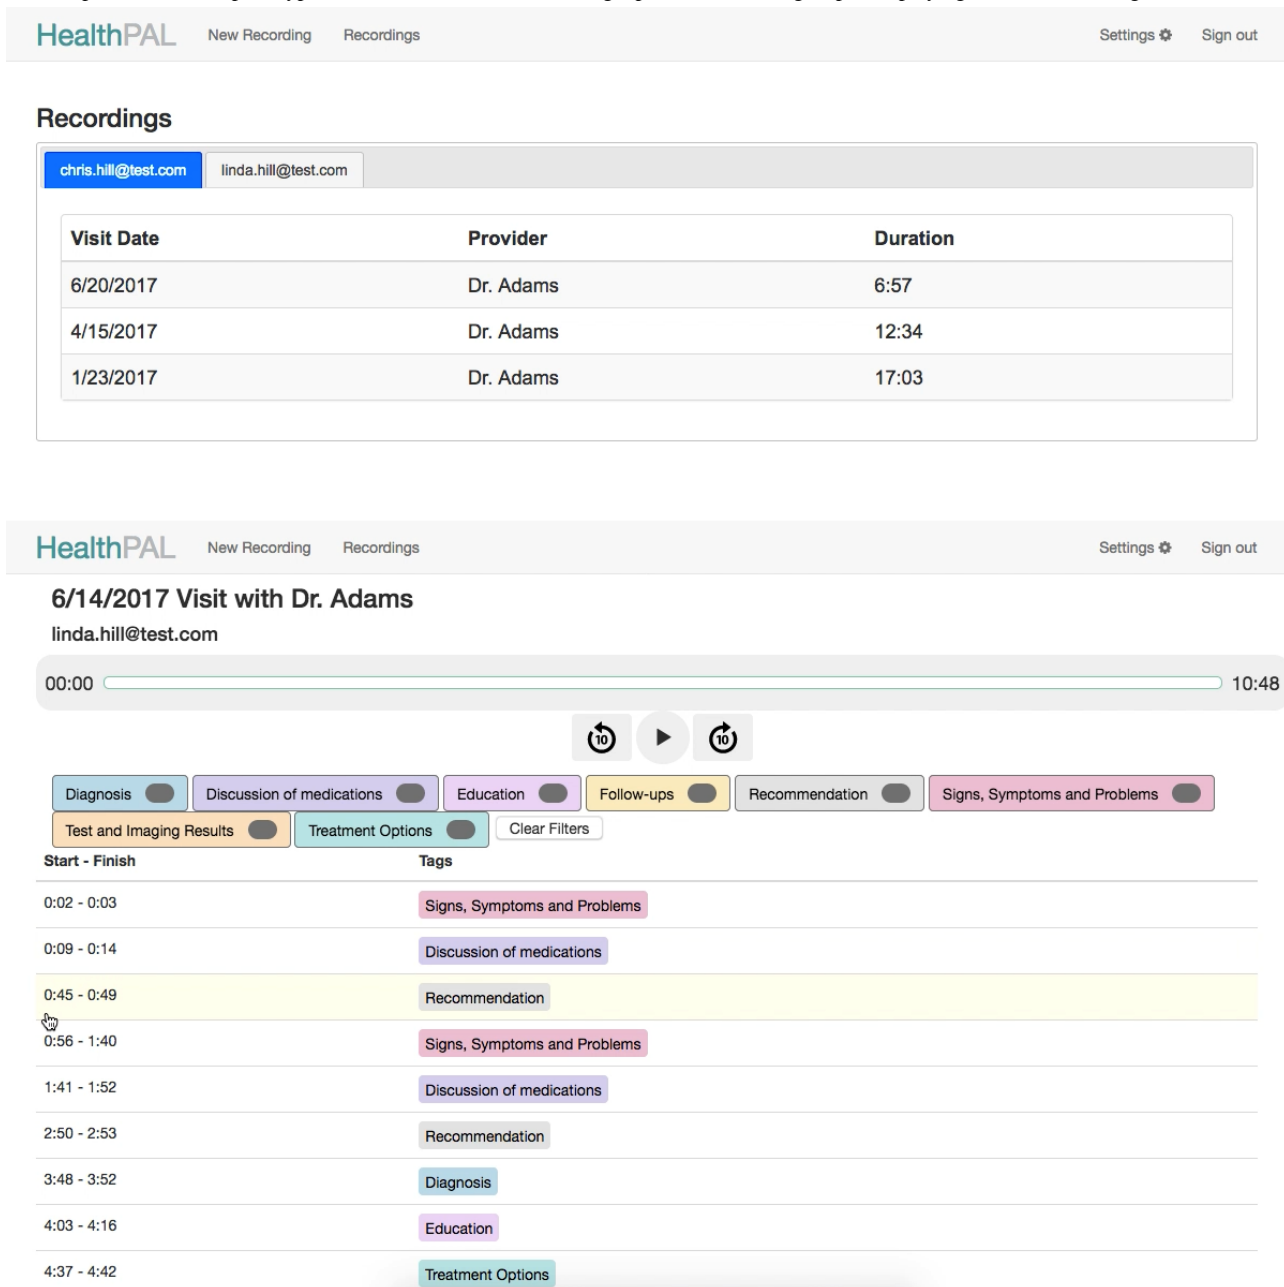 HealthPAL New Recording Recordings Settings Sign out
Recordings
chris.hill@test.com linda.hill@test.com
Visit Date Provider Duration
6/20/2017 Dr. Adams 6:57
4/15/2017 Dr. Adams 12:34
1/23/2017 Dr. Adams 17:03
HealthPAL New Recording Recordings Settings Sign out
6/14/2017 Visit with Dr. Adams
linda.hill@test.com
00:00 10:48
10 10
Diagnosis Discussion of medications Education Follow-ups Recommendation Signs, Symptoms and Problems
Test and Imaging Results Treatment Options Clear Filters
Start - Finish Tags
0:02 - 0:03 Signs, Symptoms and Problems
0:09 - 0:14 Discussion of medications
0:45 - 0:49 Recommendation
0:56 - 1:40 Signs, Symptoms and Problems
1:41 - 1:52 Discussion of medications
2:50 - 2:53 Recommendation
3:48 - 3:52 Diagnosis
4:03 - 4:16 Education
4:37 - 4:42 Treatment Options